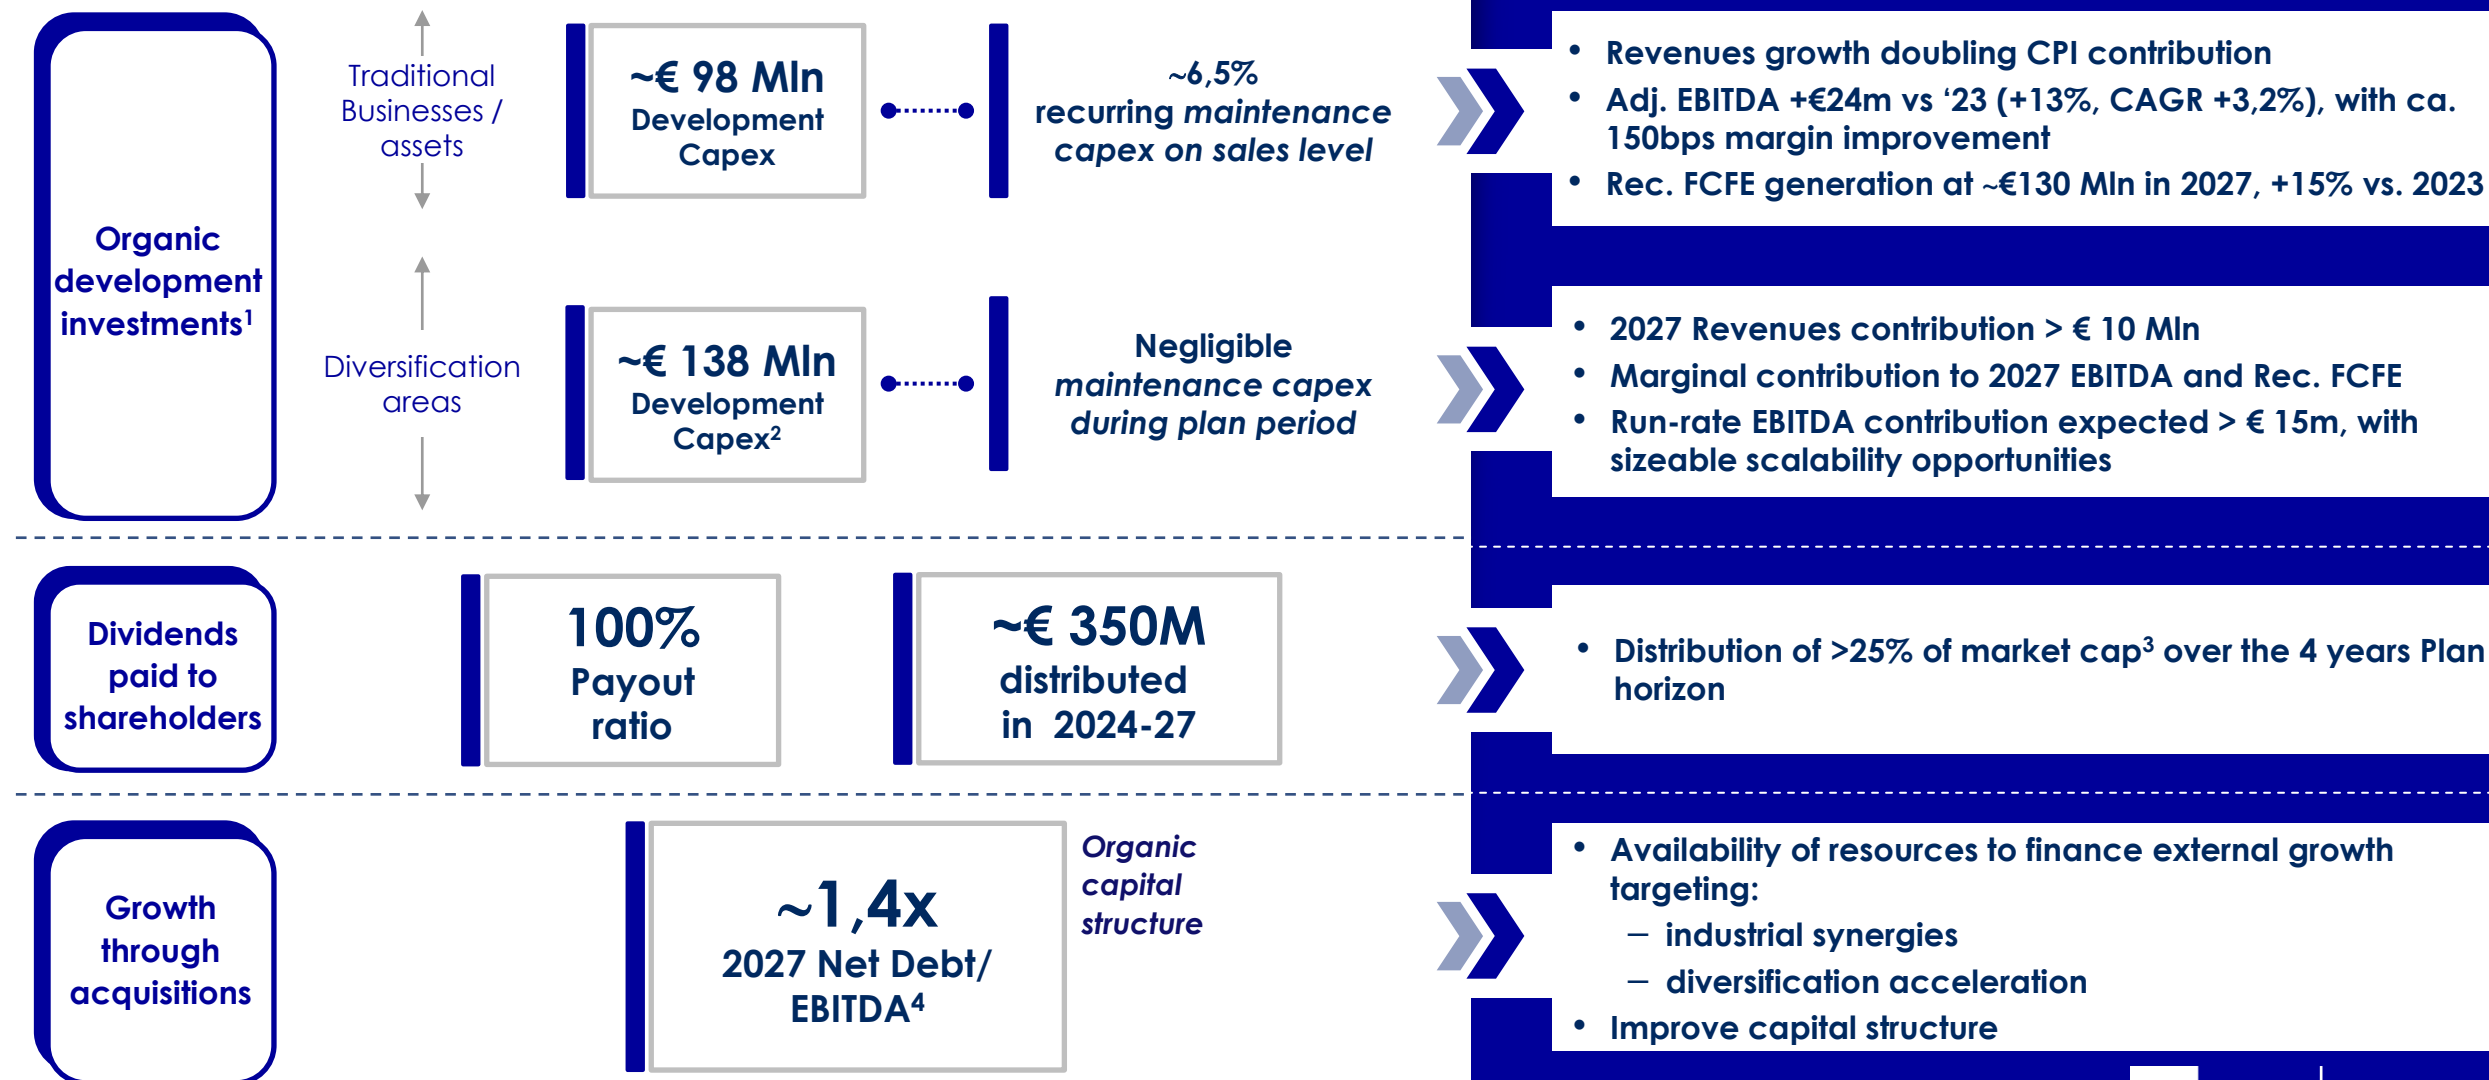 Organic
development
investments¹
Traditional
Businesses /
assets
~€ 98 Mln
Development
Capex
~6,5%
recurring maintenance
capex on sales level
• Revenues growth doubling CPI contribution
• Adj. EBITDA +€24m vs ‘23 (+13%, CAGR +3,2%), with ca.
150bps margin improvement
• Rec. FCFE generation at ~€130 Mln in 2027, +15% vs. 2023
Diversification
areas
~€ 138 Mln
Development
Capex²
Negligible
maintenance capex
during plan period
• 2027 Revenues contribution > € 10 Mln
• Marginal contribution to 2027 EBITDA and Rec. FCFE
• Run-rate EBITDA contribution expected > € 15m, with
sizeable scalability opportunities
Dividends
paid to
shareholders
100%
Payout
ratio
~€ 350M
distributed
in 2024-27
• Distribution of >25% of market cap³ over the 4 years Plan
horizon
Growth
through
acquisitions
~1,4x
2027 Net Debt/
EBITDA⁴
Organic
capital
structure
• Availability of resources to finance external growth
targeting:
– industrial synergies
– diversification acceleration
• Improve capital structure